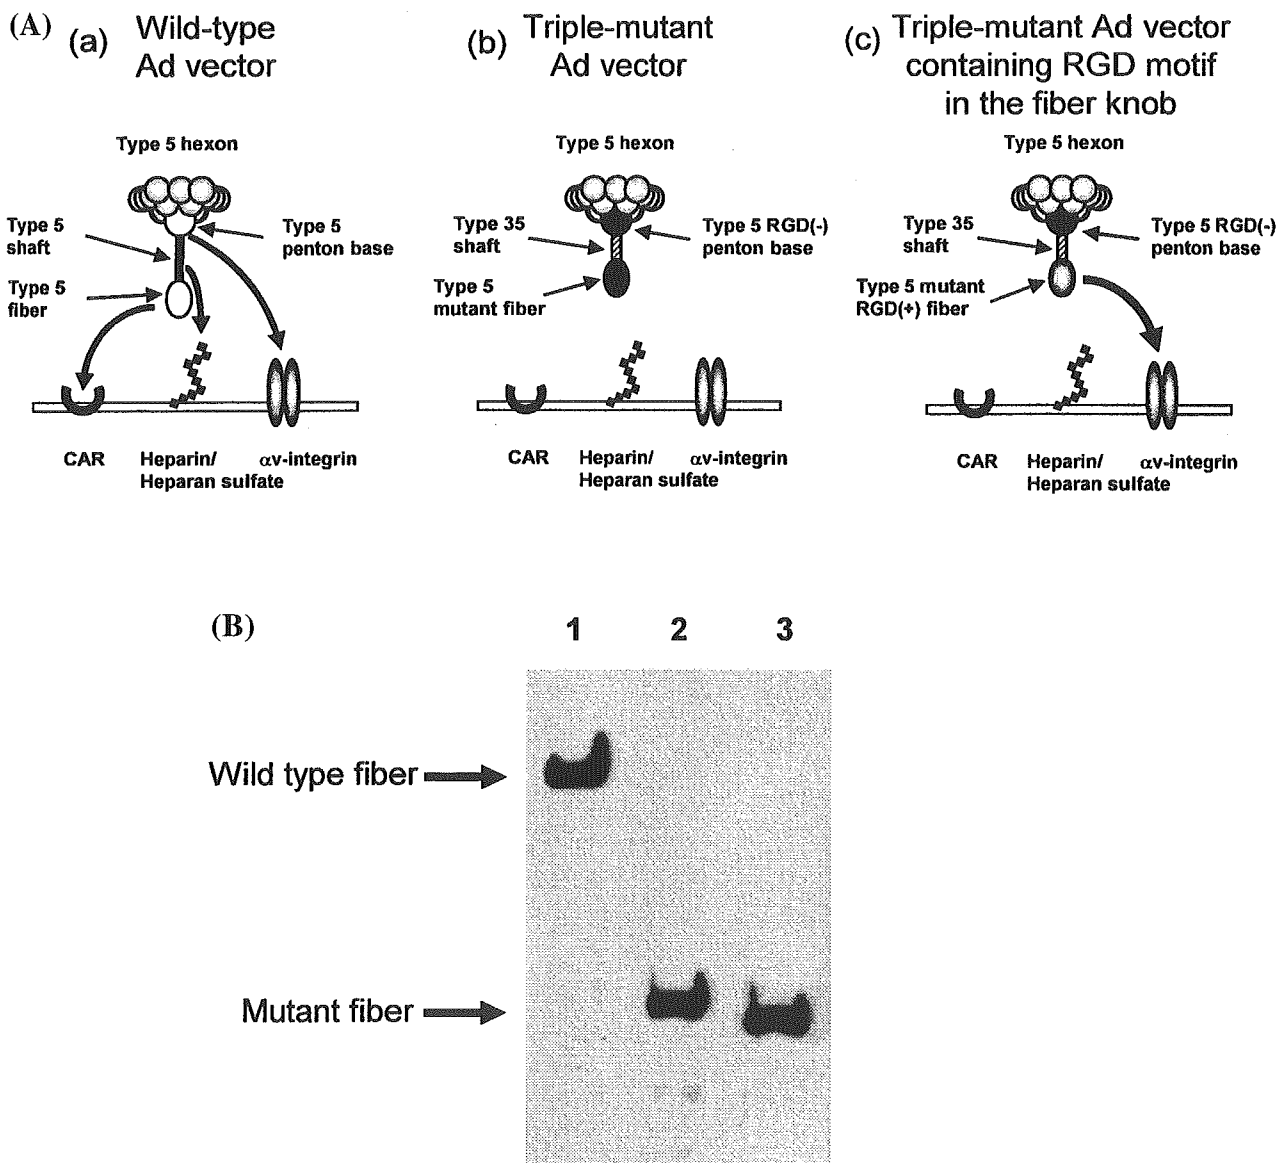 (A)
(a) Wild-type
Ad vector
Type 5 hexon
Type 5
shaft
Type 5
penton base
Type 5
fiber
CAR
Heparin/
Heparan sulfate
αv-integrin
(b) Triple-mutant
Ad vector
Type 5 hexon
Type 35
shaft
Type 5 RGD(-)
penton base
Type 5
mutant fiber
CAR
Heparin/
Heparan sulfate
αv-integrin
(c) Triple-mutant Ad vector
containing RGD motif
in the fiber knob
Type 5 hexon
Type 35
shaft
Type 5 RGD(-)
penton base
Type 5 mutant
RGD(+) fiber
CAR
Heparin/
Heparan sulfate
αv-integrin
(B)
1 2 3
Wild type fiber
Mutant fiber